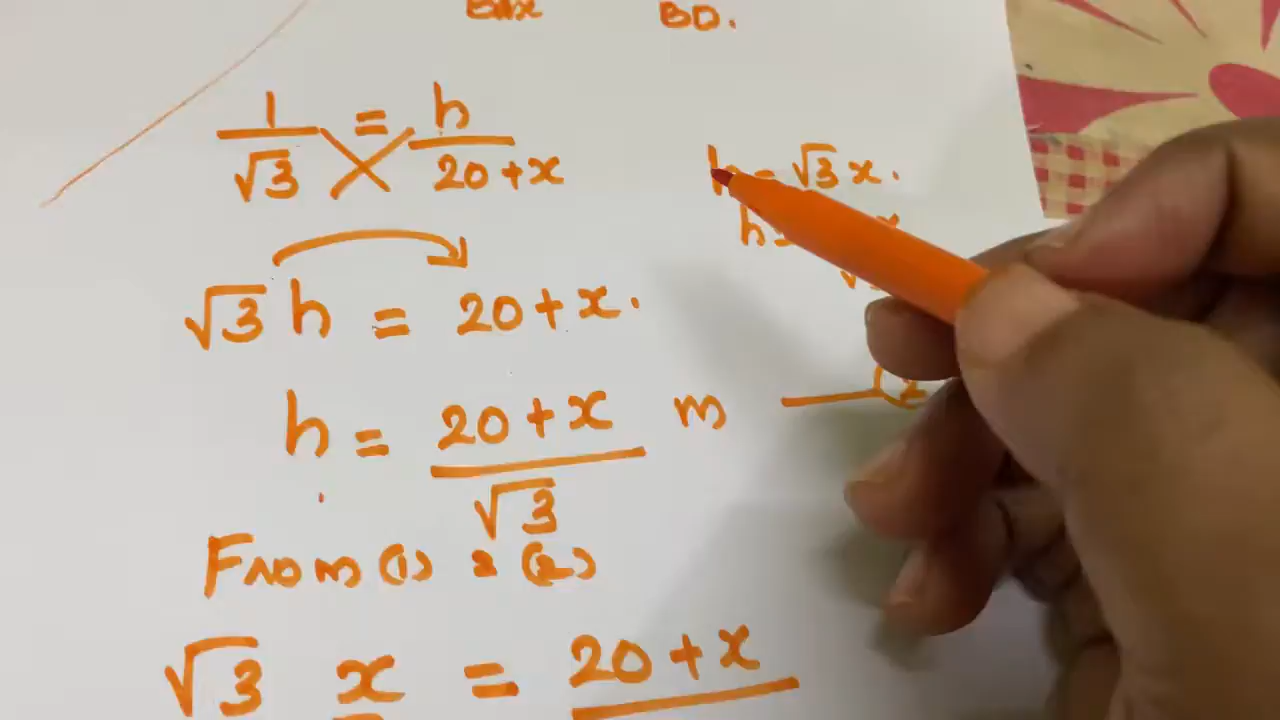 BD.
1/√3 = h/20+x
h = √3 x.
h =
√3 h = 20+x.
h = 20+x/√3 m
From (1) & (2)
√3 x = 20+x